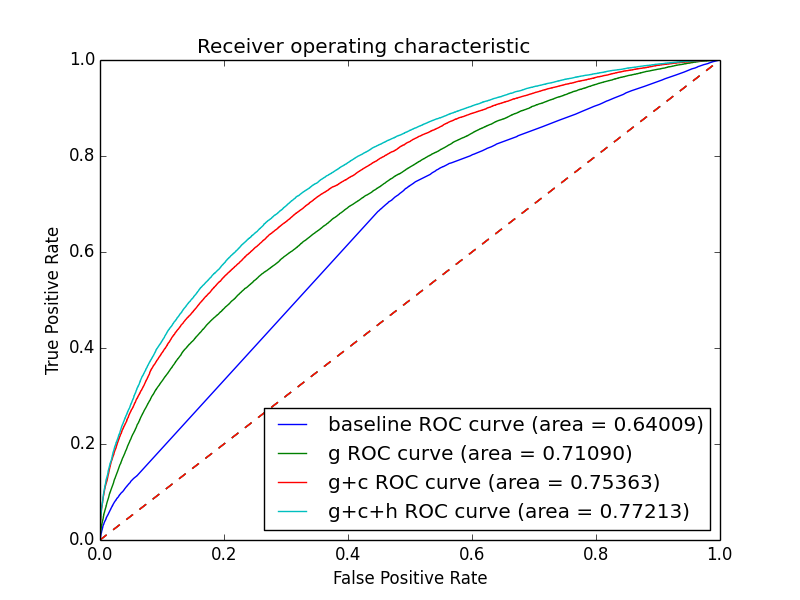 Receiver operating characteristic
1.0
0.8
0.6
0.4
0.2
0.0
True Positive Rate
baseline ROC curve (area = 0.64009)
g ROC curve (area = 0.71090)
g+c ROC curve (area = 0.75363)
g+c+h ROC curve (area = 0.77213)
0.0 0.2 0.4 0.6 0.8 1.0
False Positive Rate